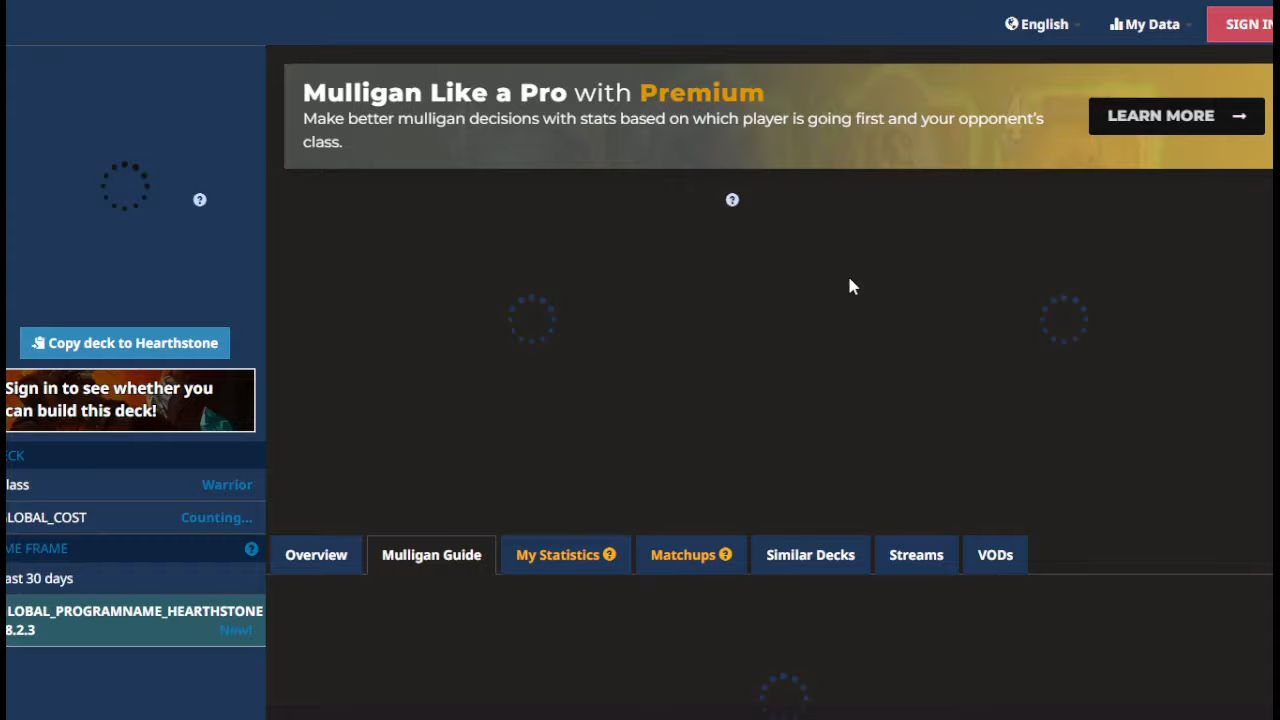 English
My Data
SIGN IN
Mulligan Like a Pro with Premium
Make better mulligan decisions with stats based on which player is going first and your opponent's
class.
LEARN MORE →
?
?
Copy deck to Hearthstone
Sign in to see whether you
can build this deck!
ECK
lass Warrior
LOBAL_COST Counting...
ME FRAME ?
ast 30 days
LOBAL_PROGRAMNAME_HEARTHSTONE
8.2.3 New!
Overview
Mulligan Guide
My Statistics ?
Matchups ?
Similar Decks
Streams
VODs